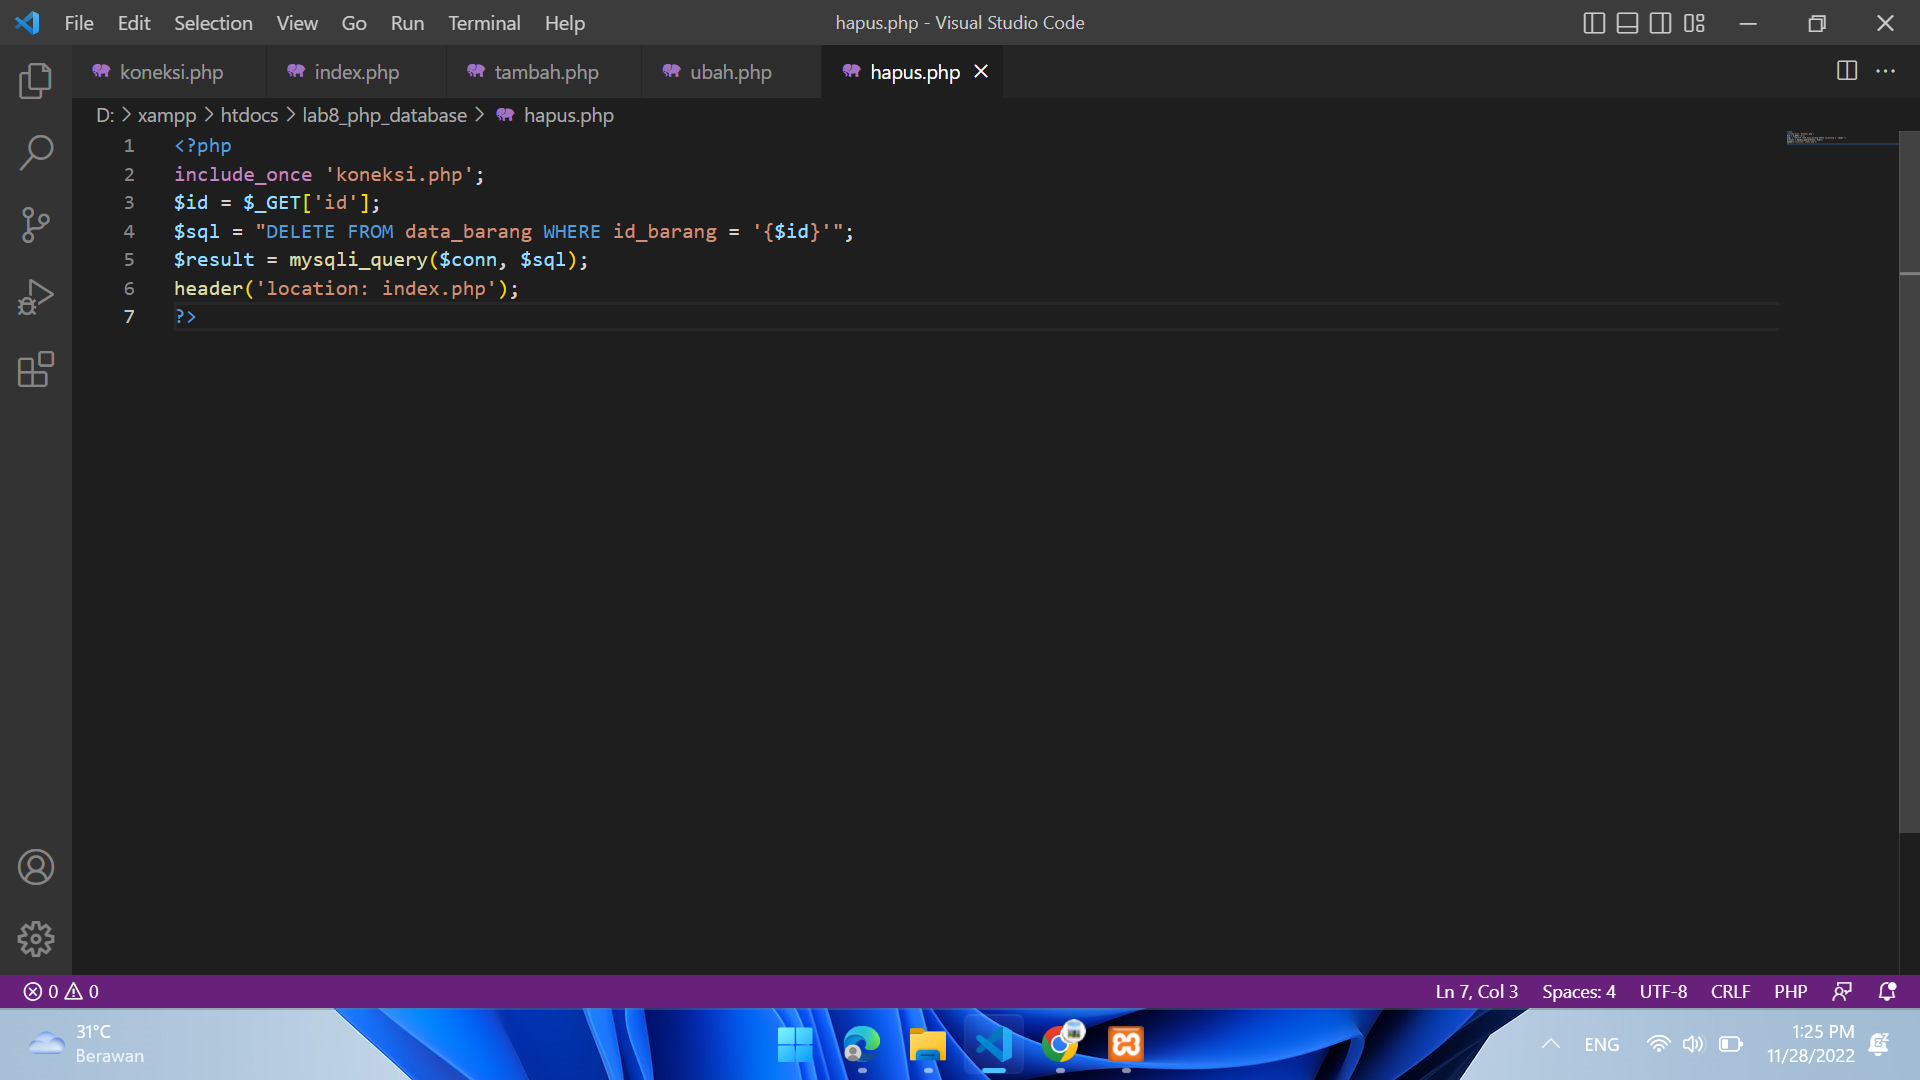 File Edit Selection View Go Run Terminal Help
hapus.php - Visual Studio Code
koneksi.php index.php tambah.php ubah.php hapus.php
D: > xampp > htdocs > lab8_php_database > hapus.php
1 <?php
2 include_once 'koneksi.php';
3 $id = $_GET['id'];
4 $sql = "DELETE FROM data_barang WHERE id_barang = '{$id}'";
5 $result = mysqli_query($conn, $sql);
6 header('location: index.php');
7 ?>
0 0
Ln 7, Col 3 Spaces: 4 UTF-8 CRLF PHP
31°C
Berawan
ENG
1:25 PM
11/28/2022